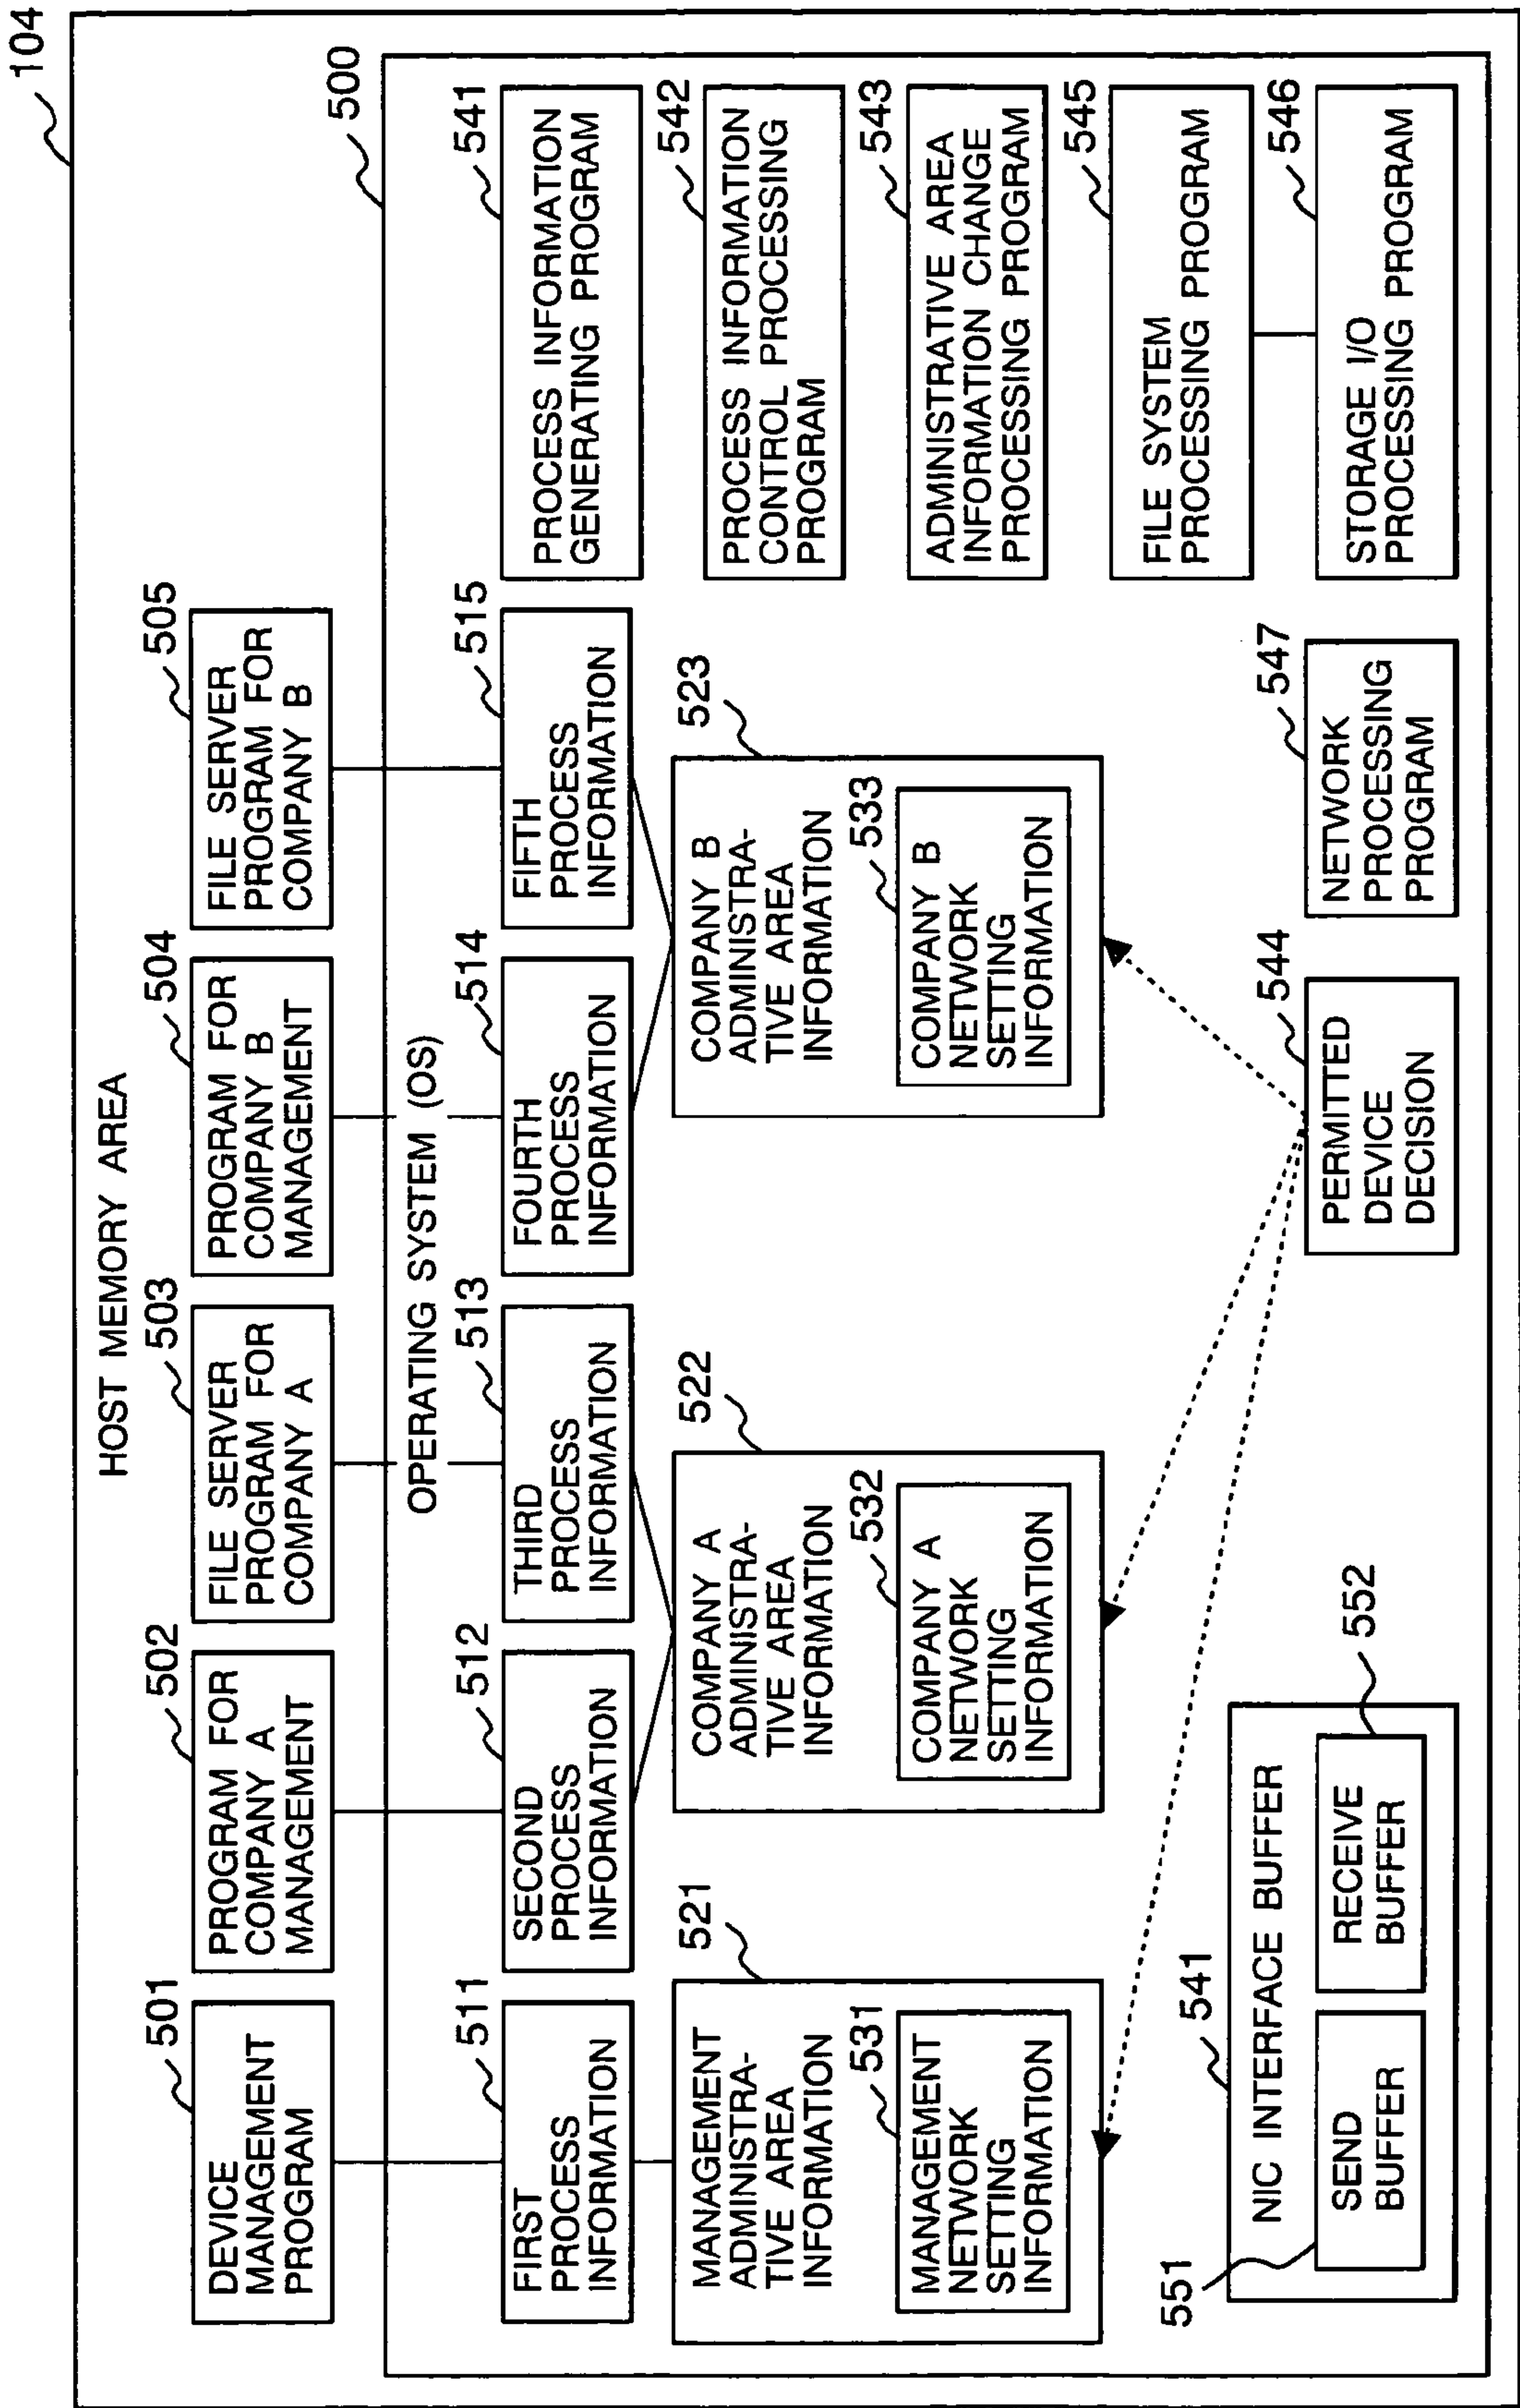 104
HOST MEMORY AREA
501
DEVICE
MANAGEMENT
PROGRAM
502
PROGRAM FOR
COMPANY A
MANAGEMENT
503
FILE SERVER
PROGRAM FOR
COMPANY A
504
PROGRAM FOR
COMPANY B
MANAGEMENT
505
FILE SERVER
PROGRAM FOR
COMPANY B
500
OPERATING SYSTEM (OS)
511
FIRST
PROCESS
INFORMATION
512
SECOND
PROCESS
INFORMATION
513
THIRD
PROCESS
INFORMATION
514
FOURTH
PROCESS
INFORMATION
515
FIFTH
PROCESS
INFORMATION
541
PROCESS INFORMATION
GENERATING PROGRAM
521
MANAGEMENT
ADMINISTRA-
TIVE AREA
INFORMATION
531
MANAGEMENT
NETWORK
SETTING
INFORMATION
522
COMPANY A
ADMINISTRA-
TIVE AREA
INFORMATION
532
COMPANY A
NETWORK
SETTING
INFORMATION
523
COMPANY B
ADMINISTRA-
TIVE AREA
INFORMATION
533
COMPANY B
NETWORK
SETTING
INFORMATION
542
PROCESS INFORMATION
CONTROL PROCESSING
PROGRAM
543
ADMINISTRATIVE AREA
INFORMATION CHANGE
PROCESSING PROGRAM
545
FILE SYSTEM
PROCESSING PROGRAM
546
STORAGE I/O
PROCESSING PROGRAM
541
NIC INTERFACE BUFFER
551
SEND
BUFFER
552
RECEIVE
BUFFER
544
PERMITTED
DEVICE
DECISION
547
NETWORK
PROCESSING
PROGRAM